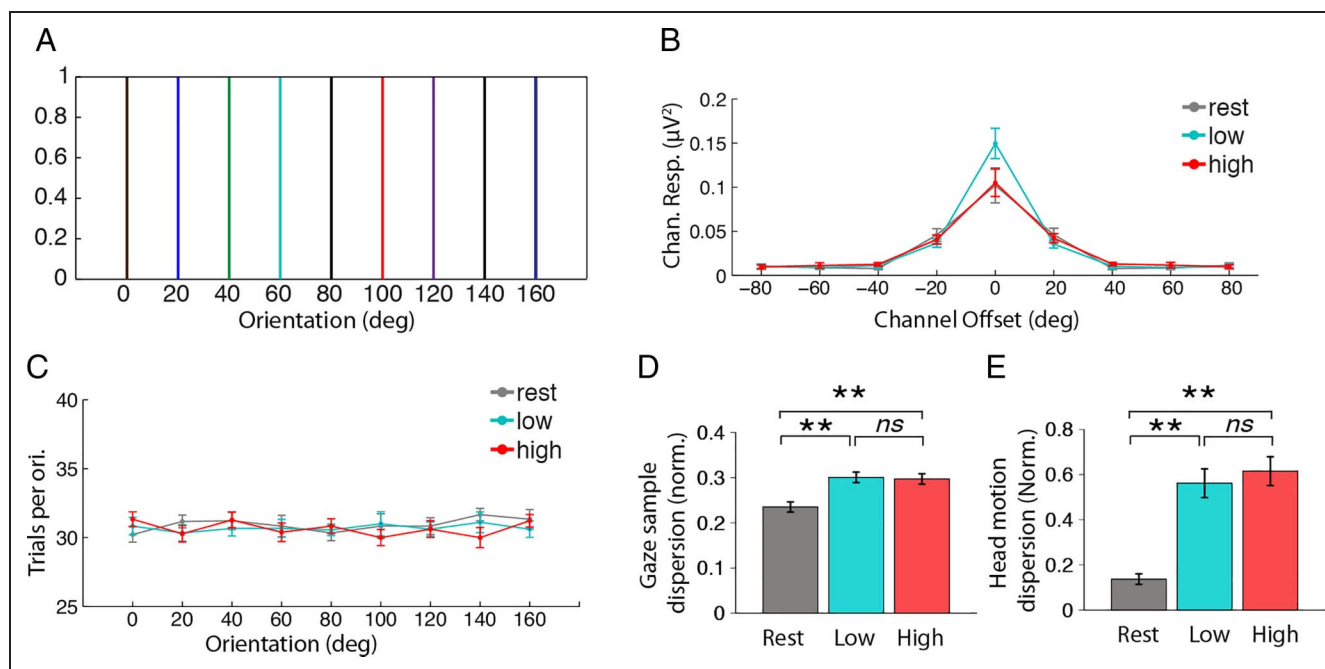 A
1
0.8
0.6
0.4
0.2
0
0 20 40 60 80 100 120 140 160
Orientation (deg)
B
Chan. Resp. (µV²)
0.2
0.15
0.1
0.05
0
−80 −60 −40 −20 0 20 40 60 80
Channel Offset (deg)
rest
low
high
C
Trials per ori.
40
35
30
25
0 20 40 60 80 100 120 140 160
Orientation (deg)
rest
low
high
D
Gaze sample
dispersion (norm.)
0.4
0.3
0.2
0.1
0
**
** ns
Rest Low High
E
Head motion
dispersion (Norm.)
0.8
0.6
0.4
0.2
0
**
** ns
Rest Low High